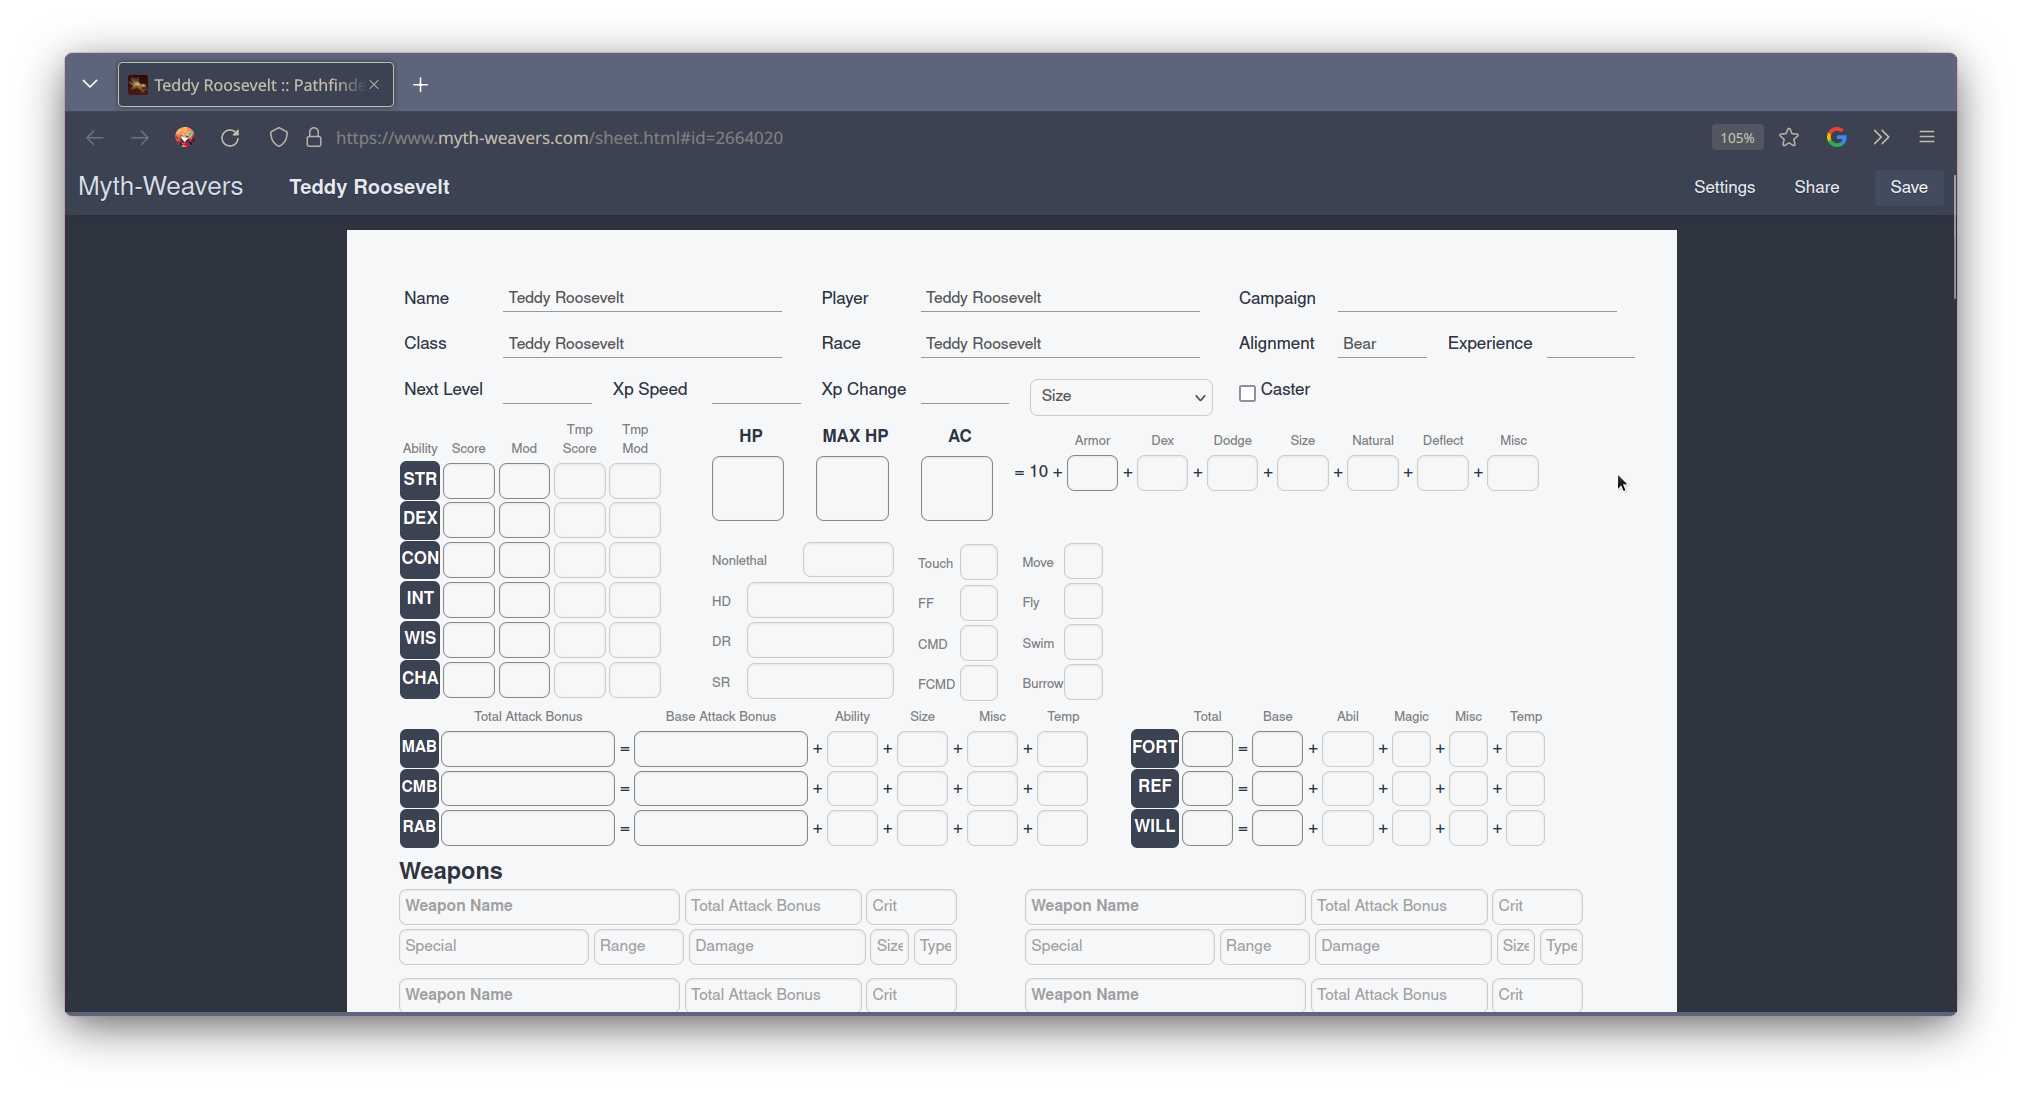 Teddy Roosevelt :: Pathfinde
https://www.myth-weavers.com/sheet.html#id=2664020
105%
Myth-Weavers Teddy Roosevelt Settings Share Save
Name Teddy Roosevelt Player Teddy Roosevelt Campaign
Class Teddy Roosevelt Race Teddy Roosevelt Alignment Bear Experience
Next Level Xp Speed Xp Change Size Caster
Ability Score Mod Tmp Score Tmp Mod
HP MAX HP AC Armor Dex Dodge Size Natural Deflect Misc
= 10 + + + + + + +
STR
DEX
CON
INT
WIS
CHA
Nonlethal Touch Move
HD FF Fly
DR CMD Swim
SR FCMD Burrow
Total Attack Bonus Base Attack Bonus Ability Size Misc Temp Total Base Abil Magic Misc Temp
MAB = + + + + FORT = + + + +
CMB = + + + + REF = + + + +
RAB = + + + + WILL = + + + +
Weapons
Weapon Name Total Attack Bonus Crit Weapon Name Total Attack Bonus Crit
Special Range Damage Size Type Special Range Damage Size Type
Weapon Name Total Attack Bonus Crit Weapon Name Total Attack Bonus Crit